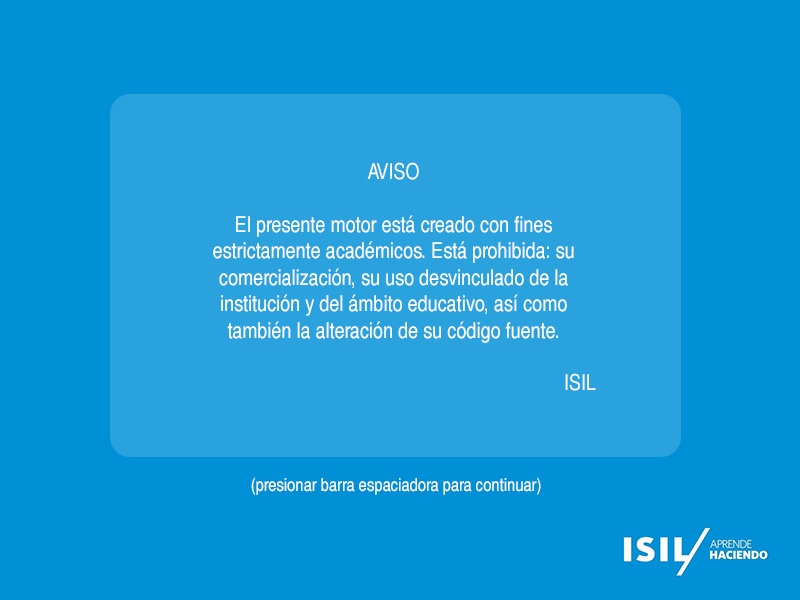 AVISO
El presente motor está creado con fines
estrictamente académicos. Está prohibida: su
comercialización, su uso desvinculado de la
institución y del ámbito educativo, así como
también la alteración de su código fuente.
ISIL
(presionar barra espaciadora para continuar)
ISIL/ APRENDE
HACIENDO